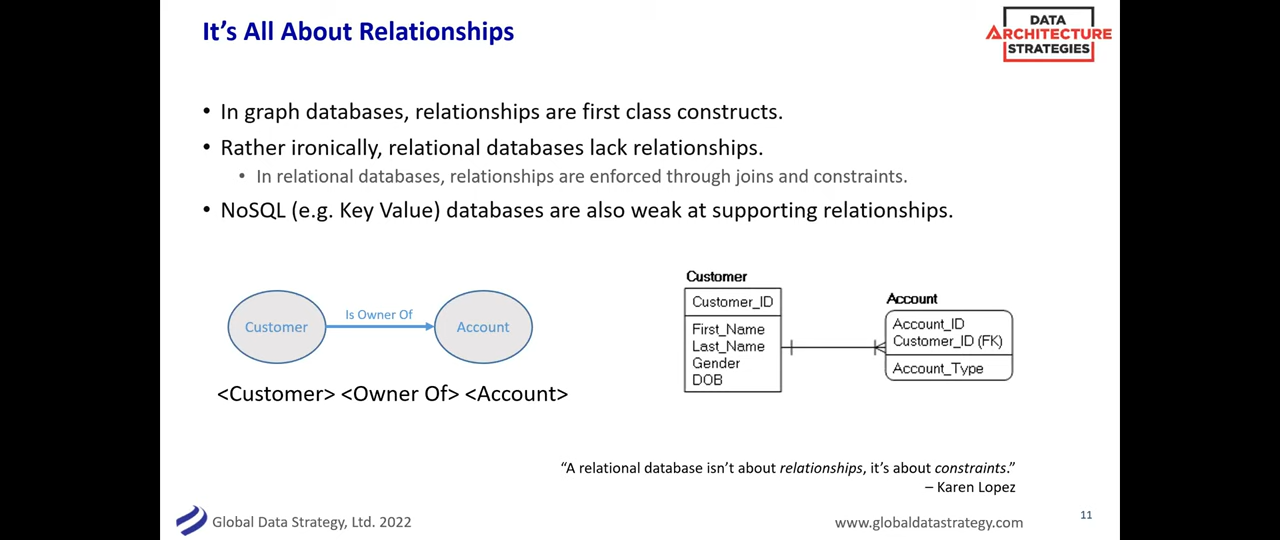 It's All About Relationships
DATA
ARCHITECTURE
STRATEGIES
• In graph databases, relationships are first class constructs.
• Rather ironically, relational databases lack relationships.
• In relational databases, relationships are enforced through joins and constraints.
• NoSQL (e.g. Key Value) databases are also weak at supporting relationships.
Customer
Is Owner Of
Account
<Customer> <Owner Of> <Account>
Customer
Customer_ID
First_Name
Last_Name
Gender
DOB
Account
Account_ID
Customer_ID (FK)
Account_Type
“A relational database isn’t about relationships, it’s about constraints.”
– Karen Lopez
Global Data Strategy, Ltd. 2022
www.globaldatastrategy.com
11